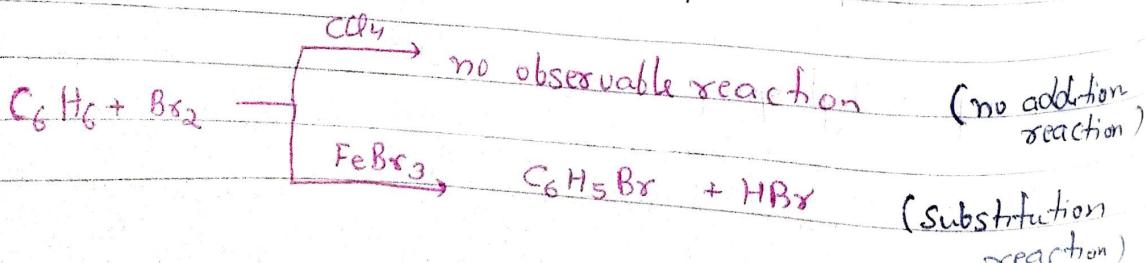 CCl4
no observable reaction (no addition reaction)
C6H6 + Br2
FeBr3
C6H5Br + HBr (substitution reaction)